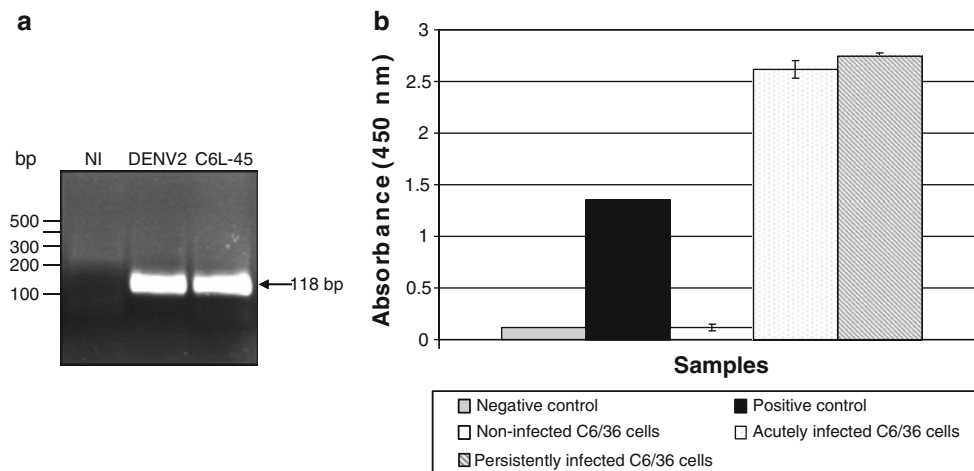 a
bp NI DENV2 C6L-45
500
300
200
100
118 bp
b
Absorbance (450 nm)
3
2.5
2
1.5
1
0.5
0
Samples
Negative control
Positive control
Non-infected C6/36 cells
Acutely infected C6/36 cells
Persistently infected C6/36 cells